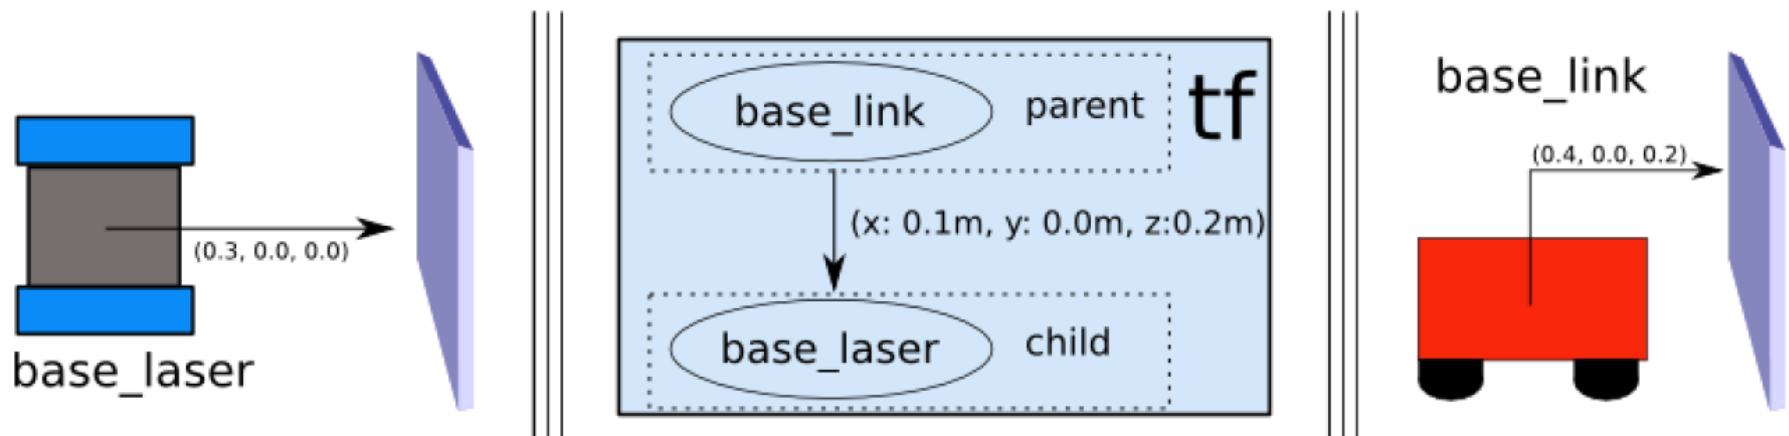 (0.3, 0.0, 0.0)
base_laser
base_link
parent
tf
(x: 0.1m, y: 0.0m, z:0.2m)
base_laser
child
base_link
(0.4, 0.0, 0.2)